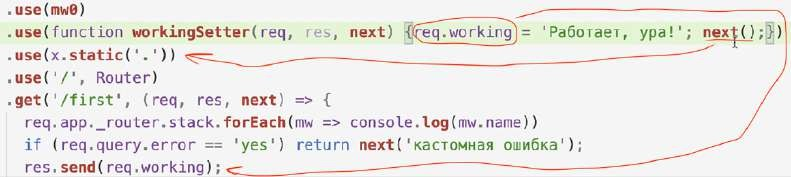 .use(mw0)
.use(function workingSetter(req, res, next) {req.working = 'Работает, ура!'; next();})
.use(x.static('.'))
.use('/', Router)
.get('/first', (req, res, next) => {
req.app._router.stack.forEach(mw => console.log(mw.name))
if (req.query.error == 'yes') return next('кастомная ошибка');
res.send(req.working);